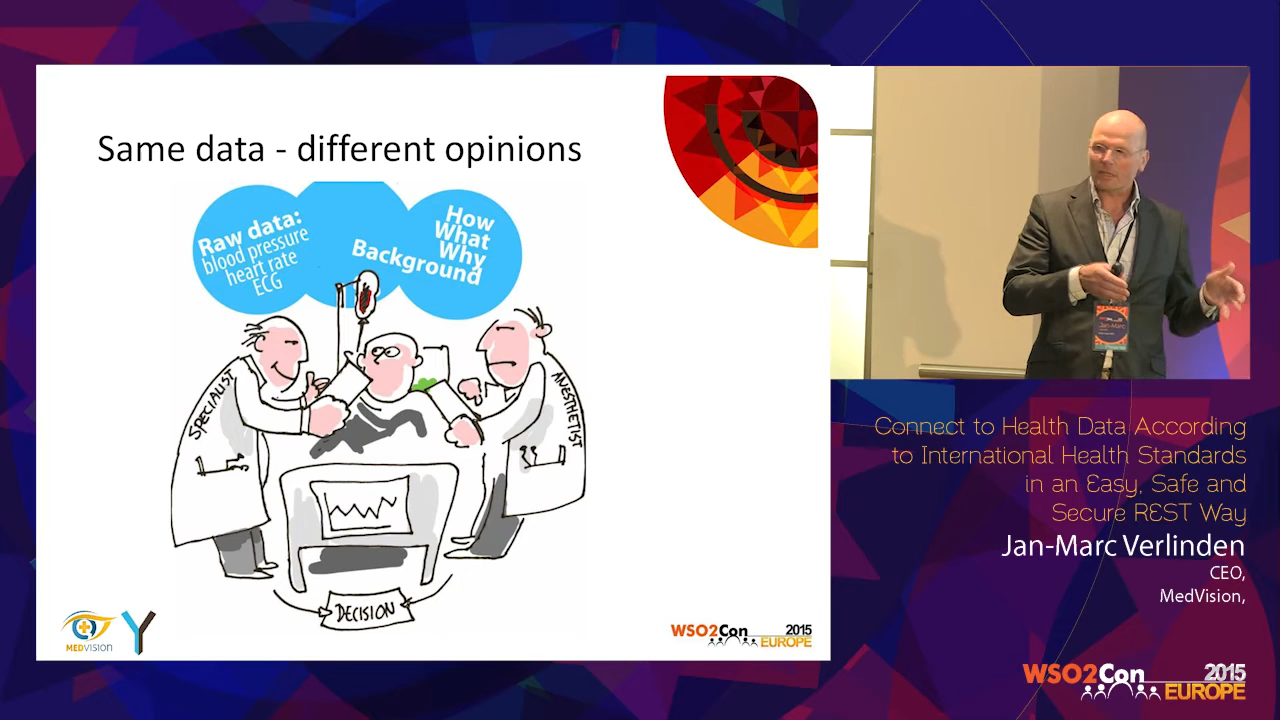 Same data - different opinions
Raw data:
blood pressure
heart rate
ECG
How
What
Why
Background
SPECIALIST
ANESTHETIST
DECISION
MEDVISION
WSO2Con 2015
EUROPE
Jan-Marc
Connect to Health Data According
to International Health Standards
in an Easy, Safe and
Secure REST Way
Jan-Marc Verlinden
CEO,
MedVision,
WSO2Con 2015
EUROPE